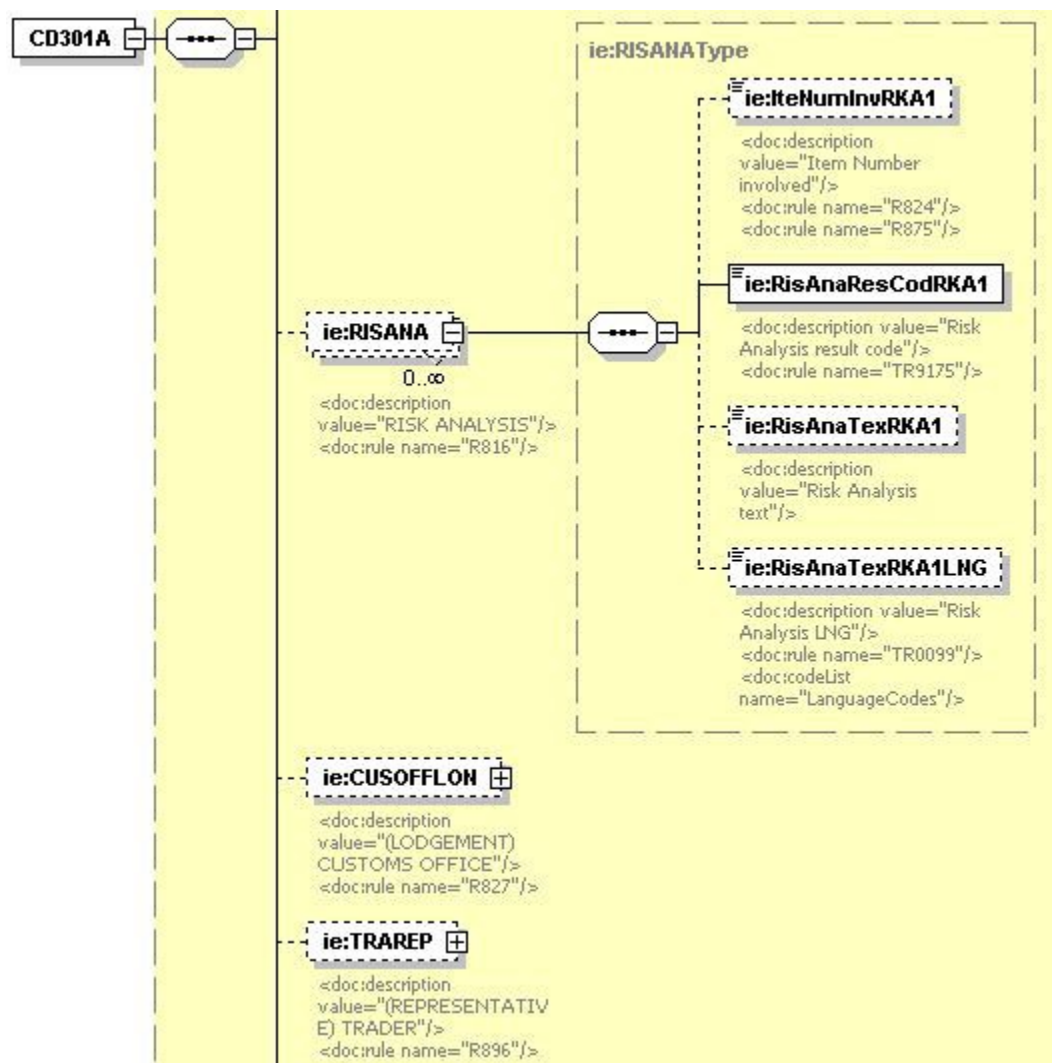 CD301A
ie:RISANAType
ie:IteNumInvRKA1
<doc:description
value="Item Number
involved"/>
<doc:rule name="R824"/>
<doc:rule name="R875"/>
ie:RisAnaResCodRKA1
<doc:description value="Risk
Analysis result code"/>
<doc:rule name="TR9175"/>
ie:RISANA
0..∞
<doc:description
value="RISK ANALYSIS"/>
<doc:rule name="R816"/>
ie:RisAnaTexRKA1
<doc:description
value="Risk Analysis
text"/>
ie:RisAnaTexRKA1LNG
<doc:description value="Risk
Analysis LNG"/>
<doc:rule name="TR0099"/>
<doc:codeList
name="LanguageCodes"/>
ie:CUSOFFLON
<doc:description
value="(LODGEMENT)
CUSTOMS OFFICE"/>
<doc:rule name="R827"/>
ie:TRAREP
<doc:description
value="(REPRESENTATIV
E) TRADER"/>
<doc:rule name="R896"/>